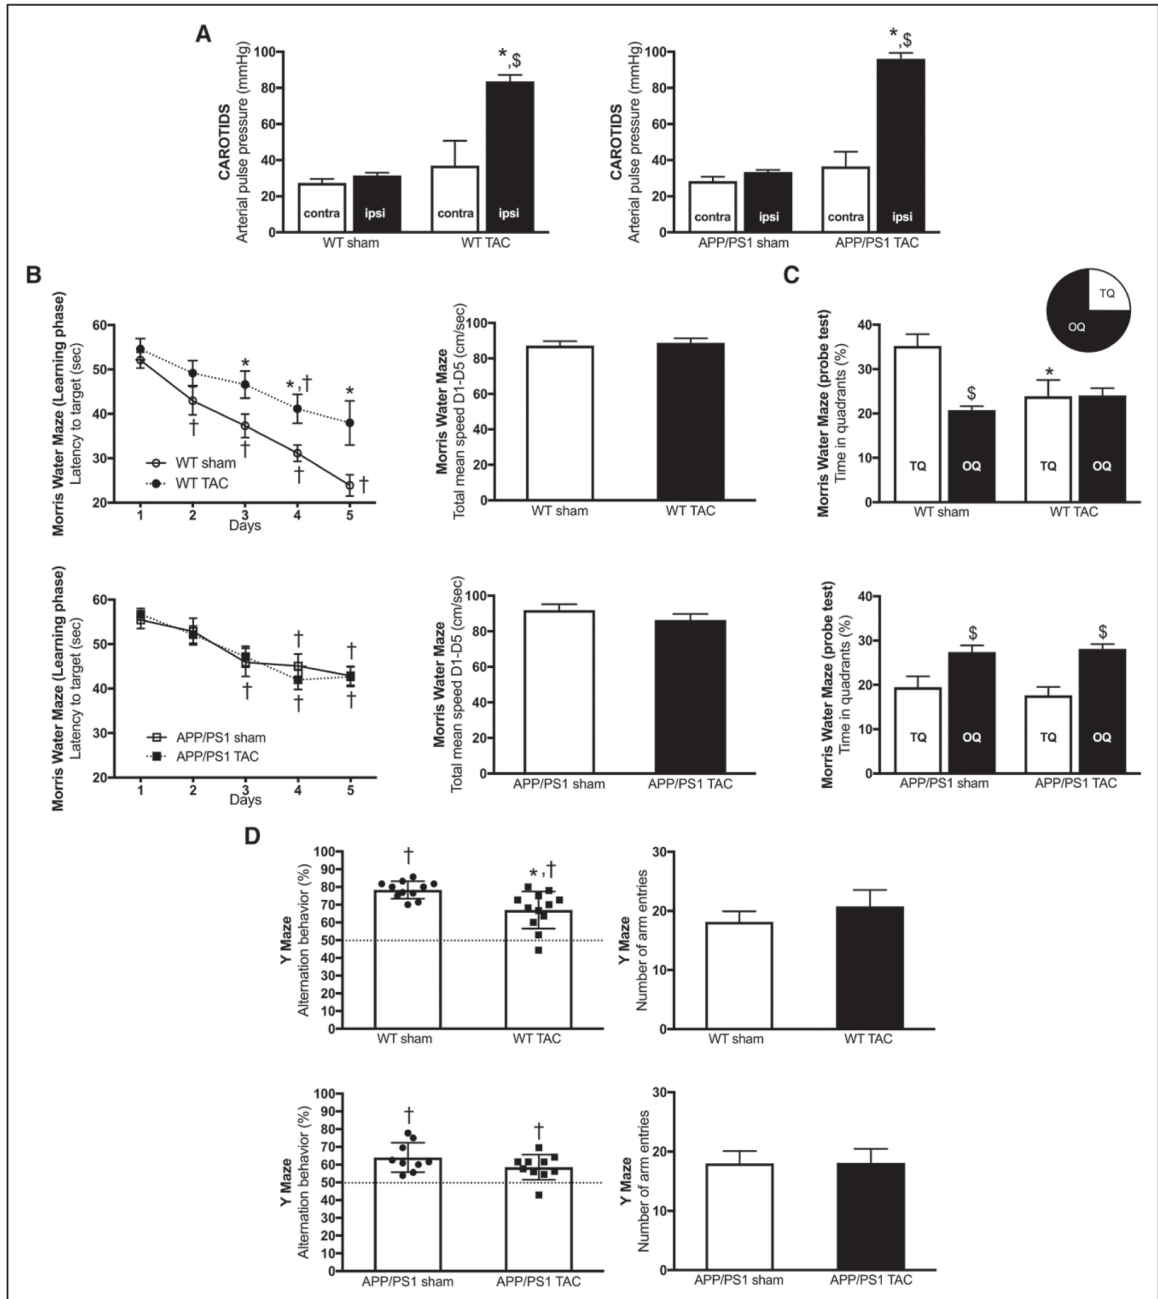 A
CAROTIDS
Arterial pulse pressure (mmHg)
100
80
60
40
20
0
*,$
contra
ipsi
contra
ipsi
WT sham
WT TAC
CAROTIDS
Arterial pulse pressure (mmHg)
100
80
60
40
20
0
*,$
contra
ipsi
contra
ipsi
APP/PS1 sham
APP/PS1 TAC
B
Morris Water Maze (Learning phase)
Latency to target (sec)
60
50
40
30
20
* *,† *
† † † †
WT sham
WT TAC
1 2 3 4 5
Days
Morris Water Maze
Total mean speed D1-D5 (cm/sec)
100
80
60
40
20
0
WT sham
WT TAC
C
TQ
OQ
Morris Water Maze (probe test)
Time in quadrants (%)
40
30
20
10
0
$
*
TQ
OQ
TQ
OQ
WT sham
WT TAC
Morris Water Maze (Learning phase)
Latency to target (sec)
60
50
40
30
20
† †
† † †
APP/PS1 sham
APP/PS1 TAC
1 2 3 4 5
Days
Morris Water Maze
Total mean speed D1-D5 (cm/sec)
100
80
60
40
20
0
APP/PS1 sham
APP/PS1 TAC
Morris Water Maze (probe test)
Time in quadrants (%)
40
30
20
10
0
$
$
TQ
OQ
TQ
OQ
APP/PS1 sham
APP/PS1 TAC
D
Y Maze
Alternation behavior (%)
100
90
80
70
60
50
40
30
20
10
0
†
*,†
WT sham
WT TAC
Y Maze
Number of arm entries
30
20
10
0
WT sham
WT TAC
Y Maze
Alternation behavior (%)
100
90
80
70
60
50
40
30
20
10
0
†
†
APP/PS1 sham
APP/PS1 TAC
Y Maze
Number of arm entries
30
20
10
0
APP/PS1 sham
APP/PS1 TAC